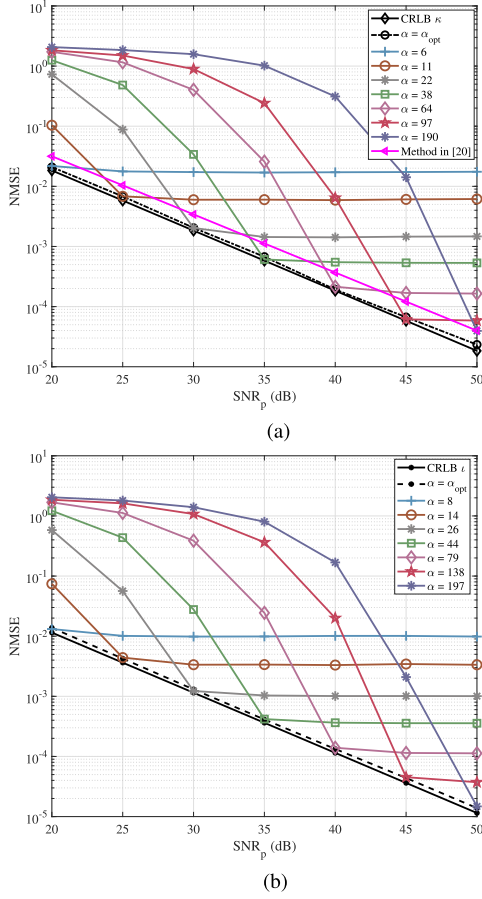 10^1
10^0
10^-1
10^-2
10^-3
10^-4
10^-5
NMSE
CRLB κ
α = α_opt
α = 6
α = 11
α = 22
α = 38
α = 64
α = 97
α = 190
Method in [20]
20 25 30 35 40 45 50
SNR_p (dB)
(a)
10^1
10^0
10^-1
10^-2
10^-3
10^-4
10^-5
NMSE
CRLB ι
α = α_opt
α = 8
α = 14
α = 26
α = 44
α = 79
α = 138
α = 197
20 25 30 35 40 45 50
SNR_p (dB)
(b)